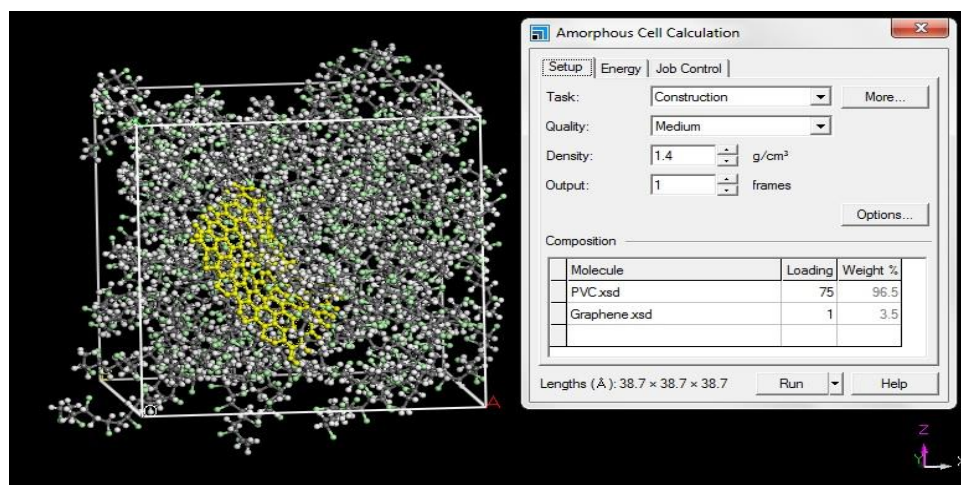 Amorphous Cell Calculation
Setup Energy Job Control
Task: Construction More...
Quality: Medium
Density: 1.4 g/cm³
Output: 1 frames
Options...
Composition
Molecule Loading Weight %
PVC.xsd 75 96.5
Graphene.xsd 1 3.5
Lengths (Å): 38.7 × 38.7 × 38.7 Run Help
A
Z
Y X